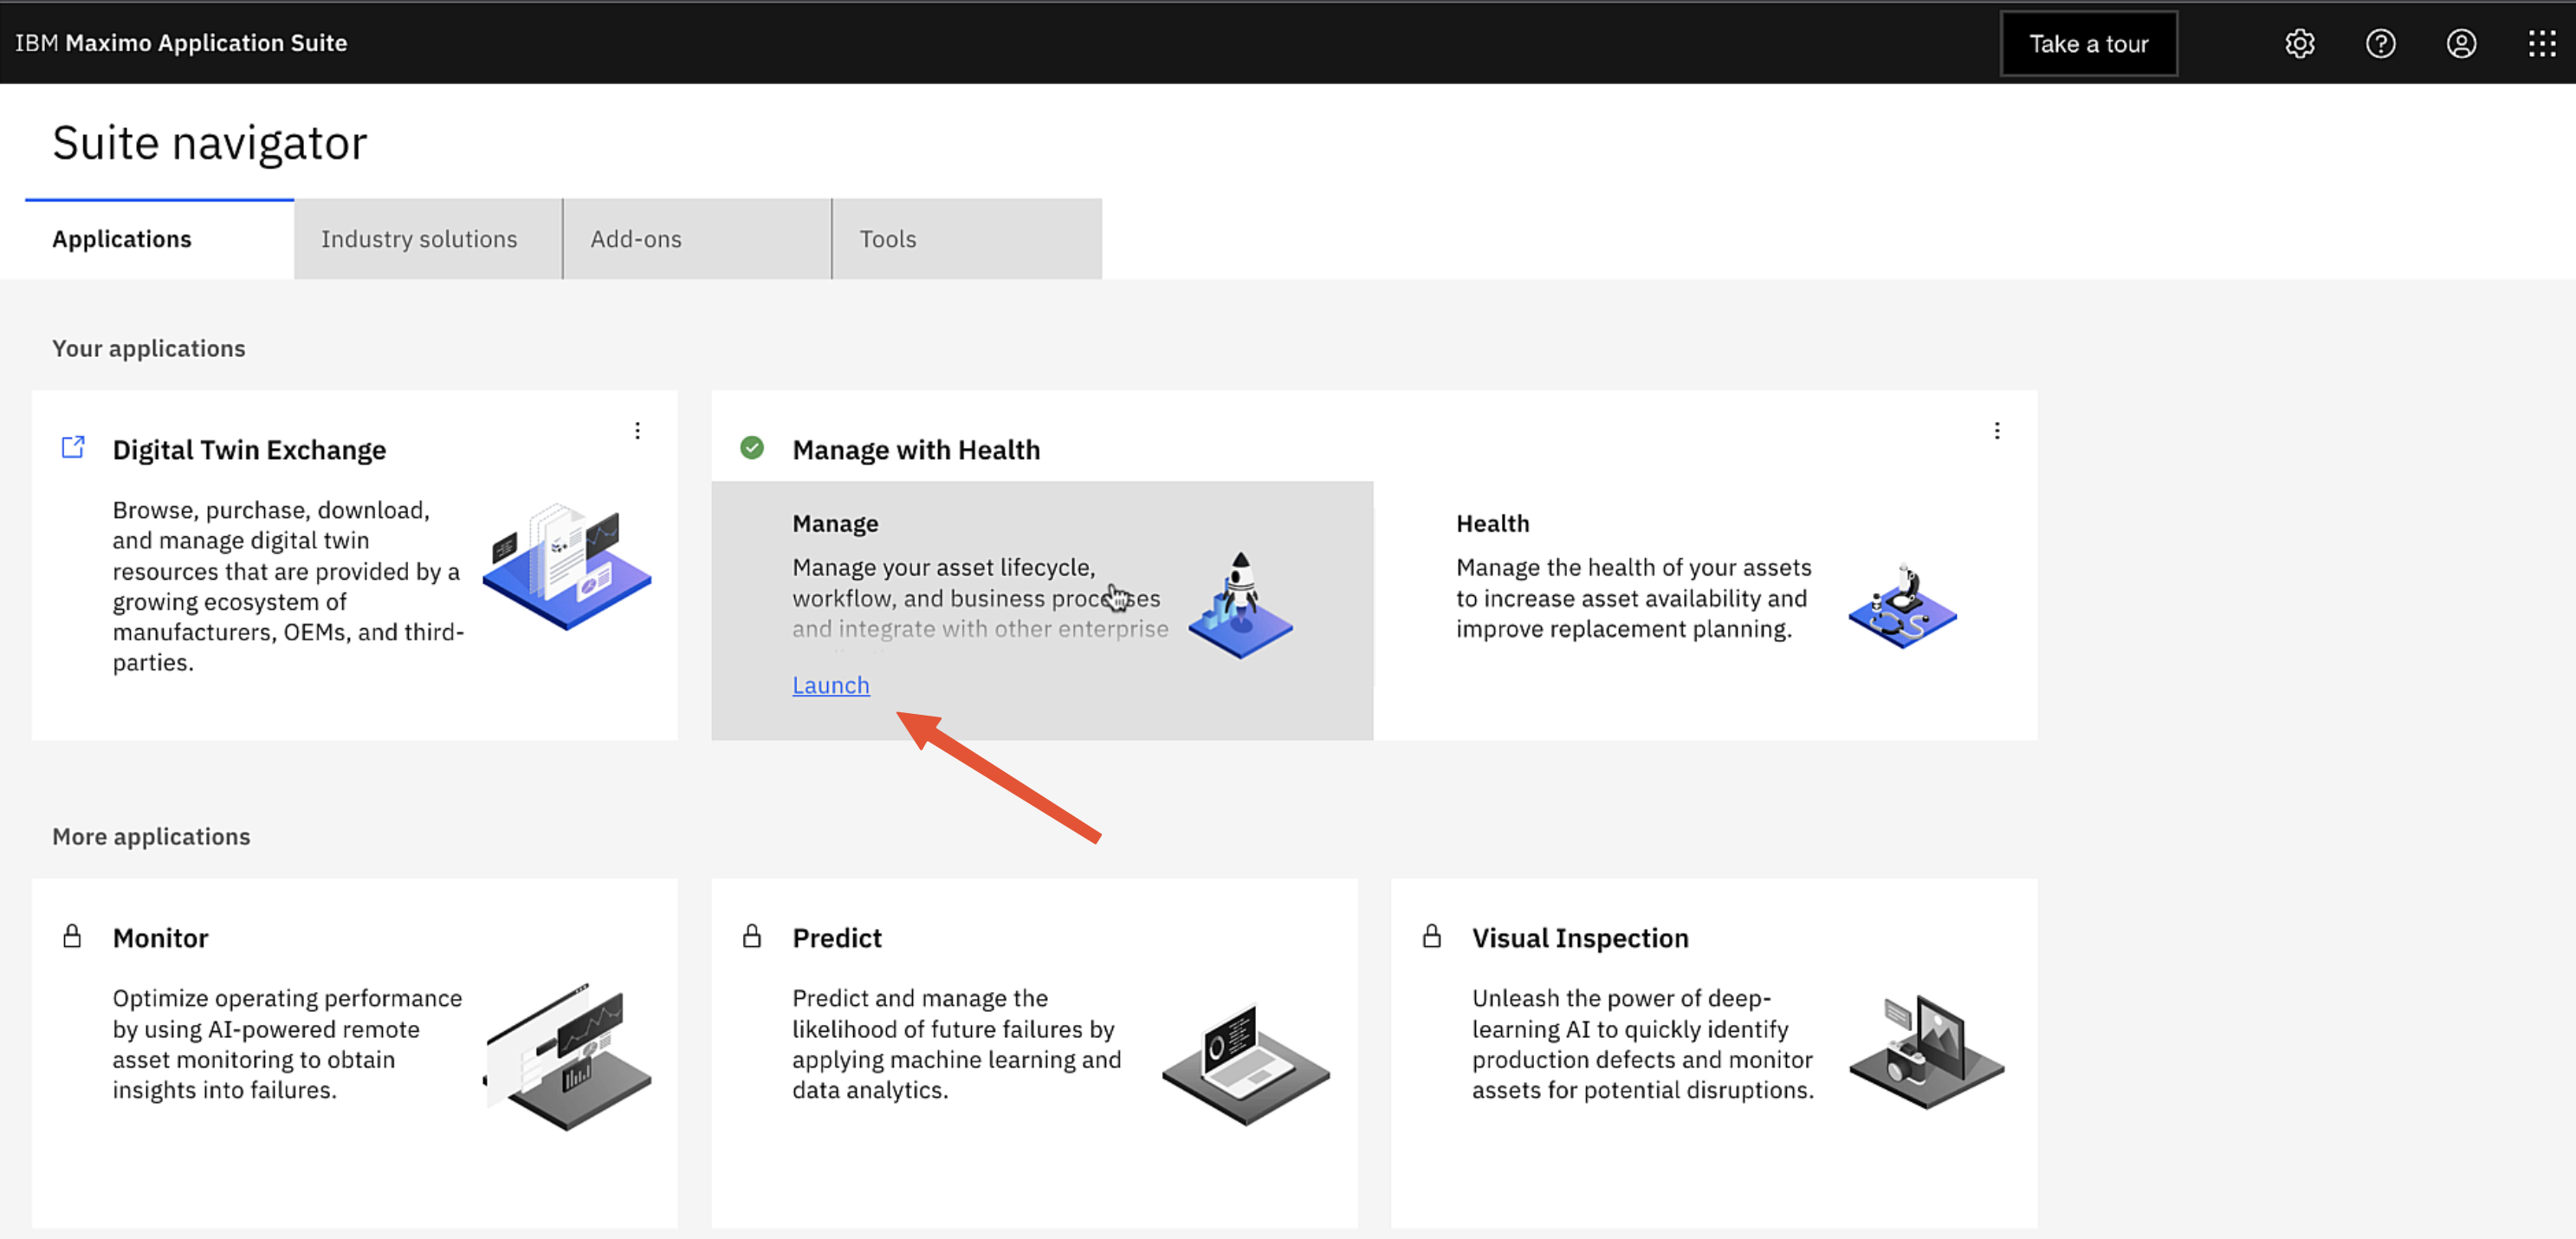 IBM Maximo Application Suite
Take a tour
Suite navigator
Applications
Industry solutions
Add-ons
Tools
Your applications
Digital Twin Exchange
Browse, purchase, download,
and manage digital twin
resources that are provided by a
growing ecosystem of
manufacturers, OEMs, and third-
parties.
Manage with Health
Manage
Manage your asset lifecycle,
workflow, and business processes
and integrate with other enterprise
Launch
Health
Manage the health of your assets
to increase asset availability and
improve replacement planning.
More applications
Monitor
Optimize operating performance
by using AI-powered remote
asset monitoring to obtain
insights into failures.
Predict
Predict and manage the
likelihood of future failures by
applying machine learning and
data analytics.
Visual Inspection
Unleash the power of deep-
learning AI to quickly identify
production defects and monitor
assets for potential disruptions.